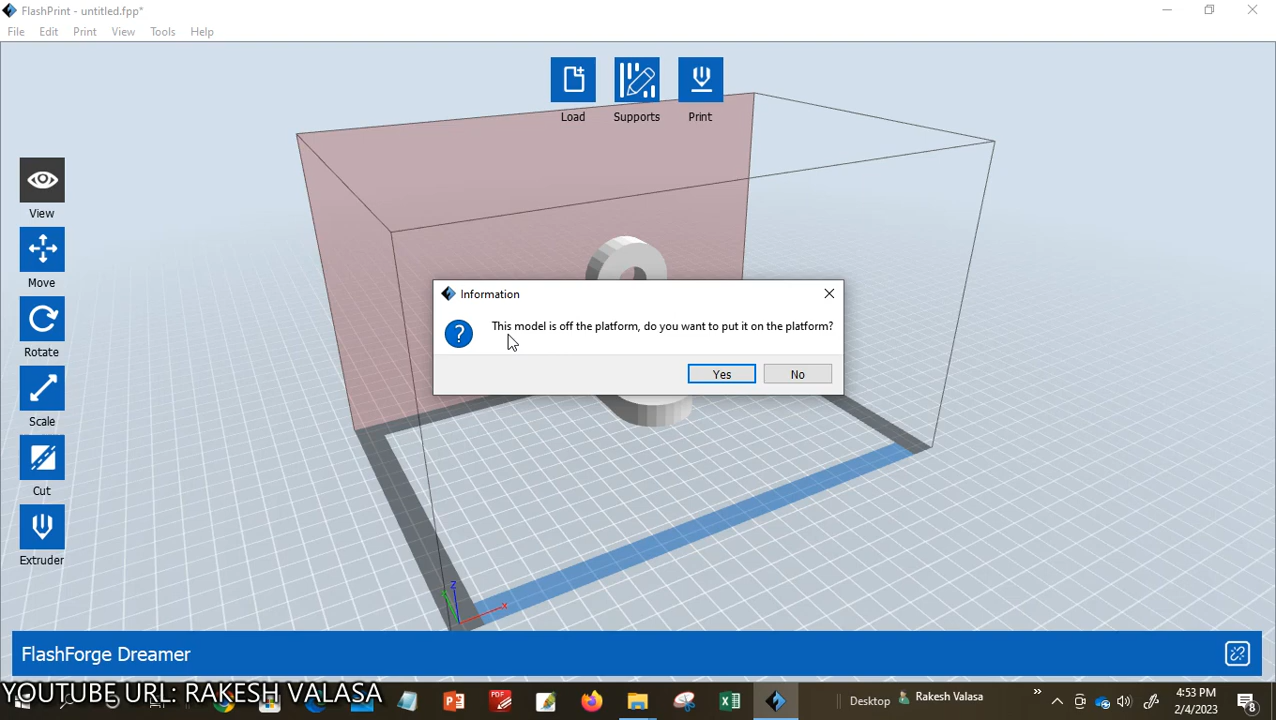 FlashPrint - untitled.fpp*
File Edit Print View Tools Help
Load
Supports
Print
View
Move
Rotate
Scale
Cut
Extruder
Information
This model is off the platform, do you want to put it on the platform?
Yes
No
z
x
FlashForge Dreamer
YOUTUBE URL: RAKESH VALASA
Desktop
Rakesh Valasa
4:53 PM
2/4/2023
8